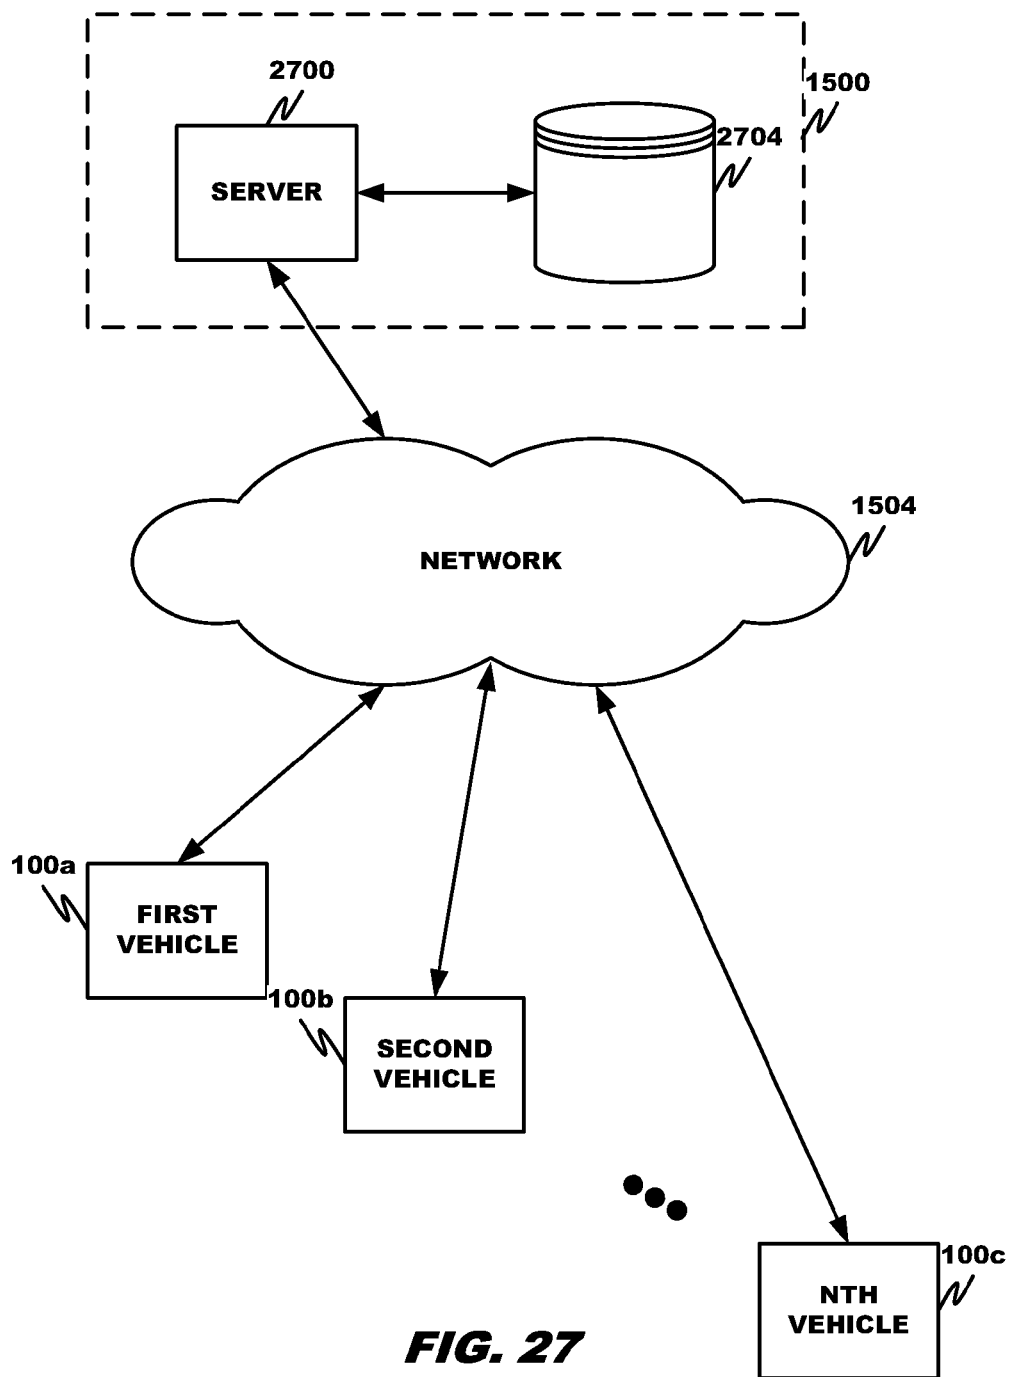 2700
1500
2704
SERVER
1504
NETWORK
100a
FIRST
VEHICLE
100b
SECOND
VEHICLE
100c
NTH
VEHICLE
FIG. 27